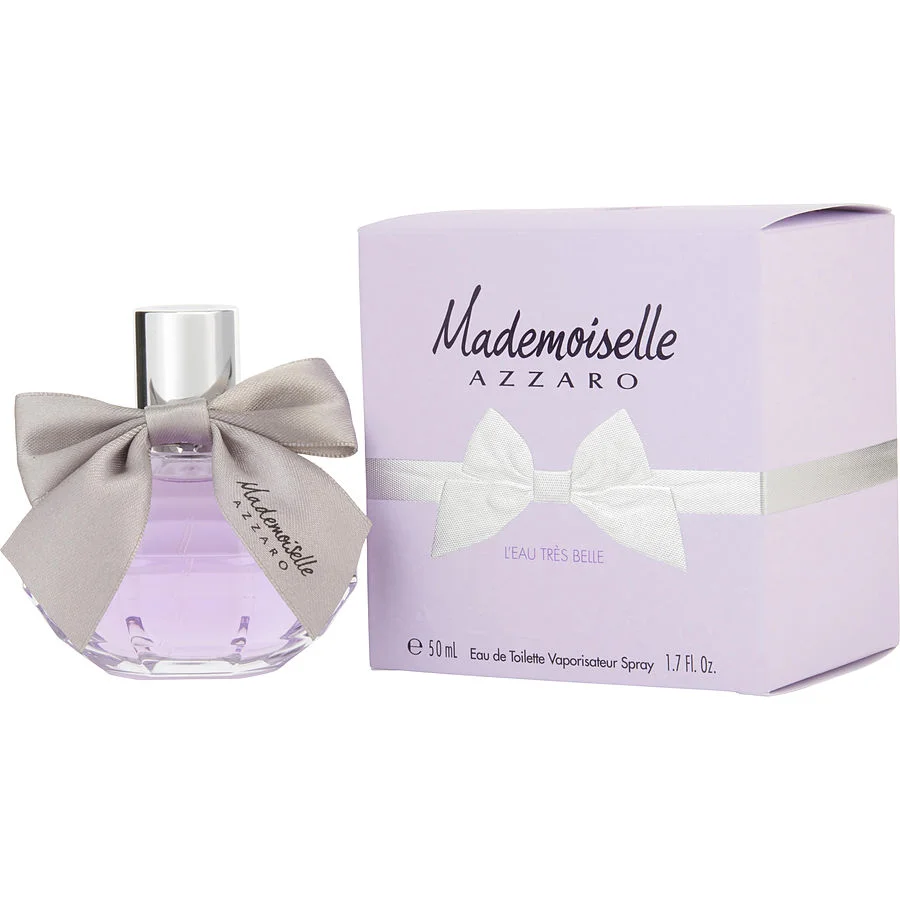 Mademoiselle
AZZARO
Mademoiselle
AZZARO
L'EAU TRÈS BELLE
℮ 50 mL Eau de Toilette Vaporisateur Spray 1.7 Fl. Oz.